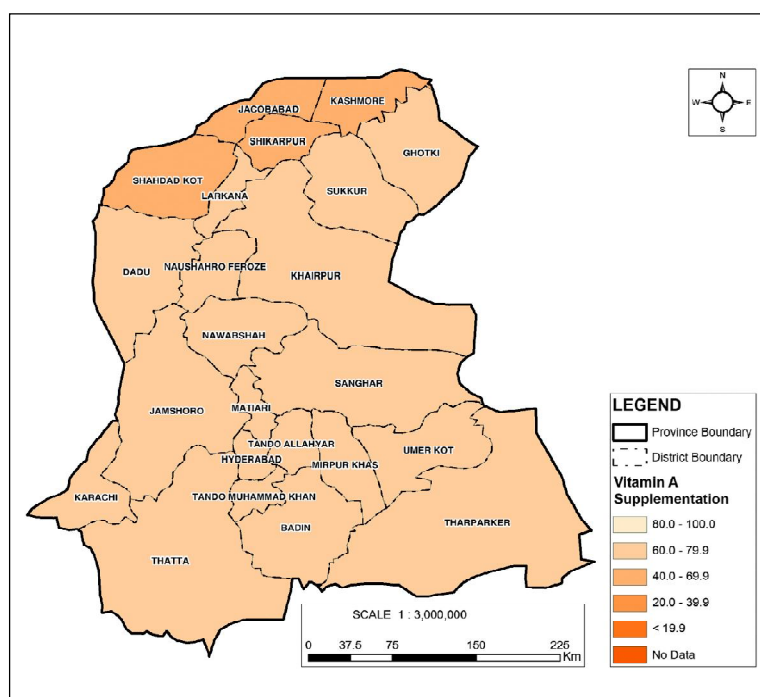 N
W E
S
JACOBABAD
KASHMORE
SHIKARPUR
GHOTKI
SHAHDAD KOT
LARKANA
SUKKUR
DADU
NAUSHAHRO FEROZE
KHAIRPUR
NAWABSHAH
SANGHAR
JAMSHORO
MATIARI
TANDO ALLAHYAR
UMER KOT
HYDERABAD
MIRPUR KHAS
KARACHI
TANDO MUHAMMAD KHAN
BADIN
THARPARKER
THATTA
LEGEND
Province Boundary
District Boundary
Vitamin A
Supplementation
80.0 - 100.0
60.0 - 79.9
40.0 - 69.9
20.0 - 39.9
< 19.9
No Data
SCALE 1 : 3,000,000
0 37.5 75 150 225
Km